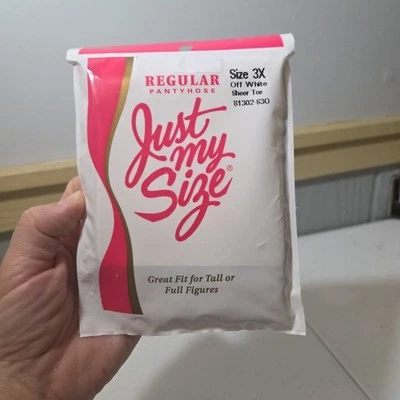 REGULAR
PANTYHOSE
Size 3X
Off White
Sheer Toe
81302-830
Just
my
Size®
Great Fit for Tall or
Full Figures